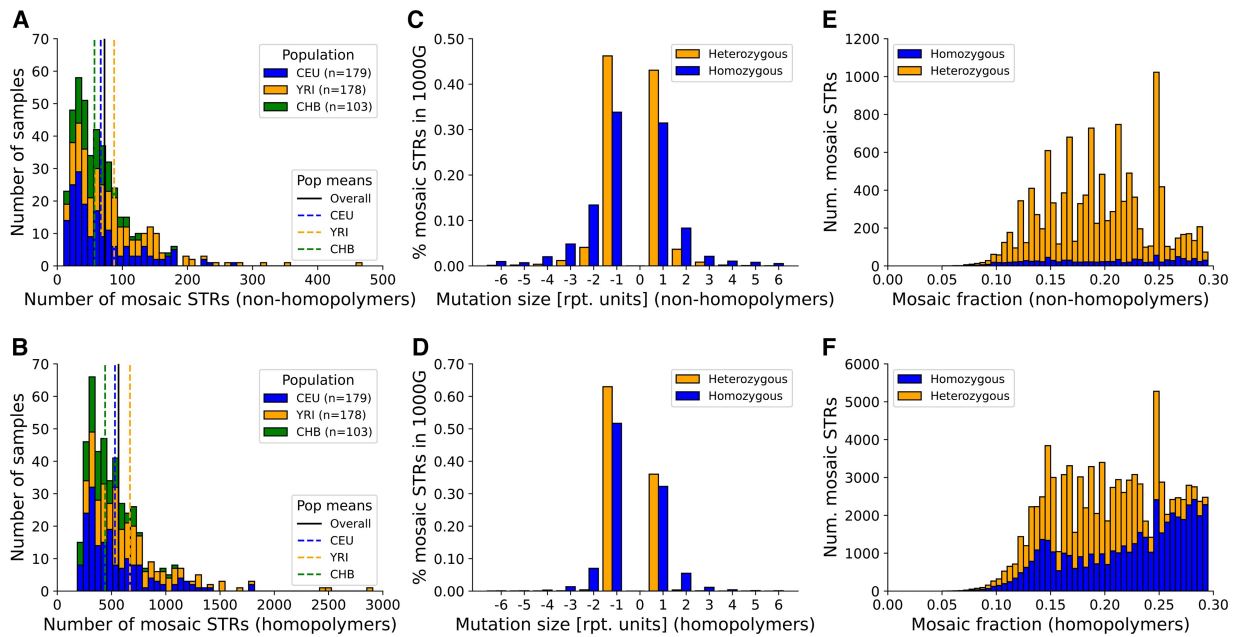 A
70
60
50
40
30
20
10
0
Number of samples
0
100
200
300
400
500
Number of mosaic STRs (non-homopolymers)
Population
CEU (n=179)
YRI (n=178)
CHB (n=103)
Pop means
Overall
CEU
YRI
CHB
C
0.50
0.40
0.30
0.20
0.10
0.00
% mosaic STRs in 1000G
-6 -5 -4 -3 -2 -1 0 1 2 3 4 5 6
Mutation size [rpt. units] (non-homopolymers)
Heterozygous
Homozygous
E
1200
1000
800
600
400
200
0
Num. mosaic STRs
0.00 0.05 0.10 0.15 0.20 0.25 0.30
Mosaic fraction (non-homopolymers)
Homozygous
Heterozygous
B
70
60
50
40
30
20
10
0
Number of samples
0 500 1000 1500 2000 2500 3000
Number of mosaic STRs (homopolymers)
Population
CEU (n=179)
YRI (n=178)
CHB (n=103)
Pop means
Overall
CEU
YRI
CHB
D
0.70
0.60
0.50
0.40
0.30
0.20
0.10
0.00
% mosaic STRs in 1000G
-6 -5 -4 -3 -2 -1 0 1 2 3 4 5 6
Mutation size [rpt. units] (homopolymers)
Heterozygous
Homozygous
F
6000
5000
4000
3000
2000
1000
0
Num. mosaic STRs
0.00 0.05 0.10 0.15 0.20 0.25 0.30
Mosaic fraction (homopolymers)
Homozygous
Heterozygous